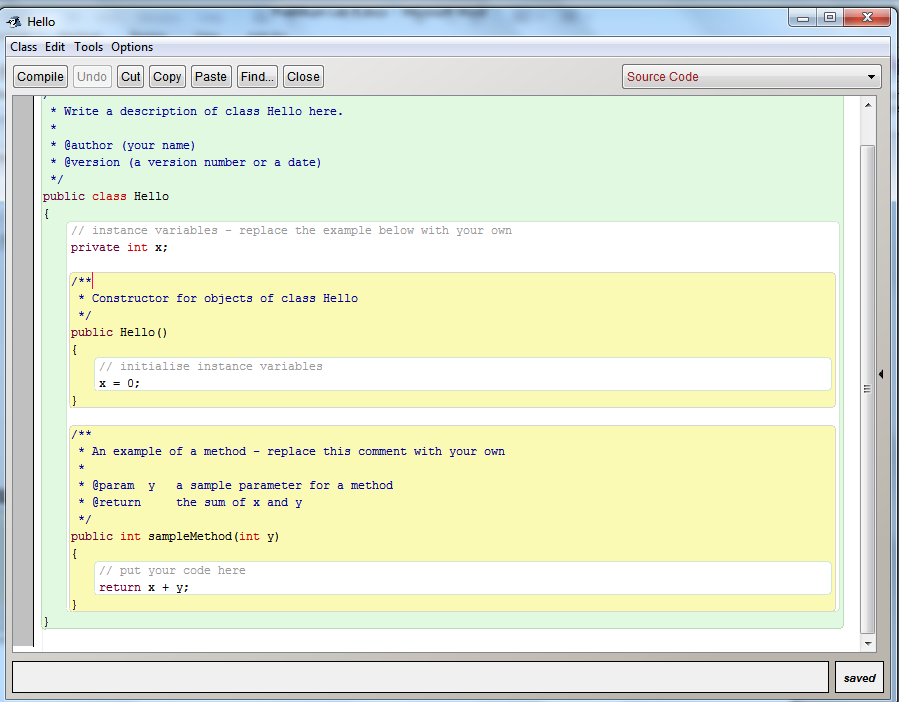 Hello
Class Edit Tools Options
Compile Undo Cut Copy Paste Find... Close Source Code
* Write a description of class Hello here.
*
* @author (your name)
* @version (a version number or a date)
*/
public class Hello
{
// instance variables - replace the example below with your own
private int x;
/**
* Constructor for objects of class Hello
*/
public Hello()
{
// initialise instance variables
x = 0;
}
/**
* An example of a method - replace this comment with your own
*
* @param y a sample parameter for a method
* @return the sum of x and y
*/
public int sampleMethod(int y)
{
// put your code here
return x + y;
}
}
saved